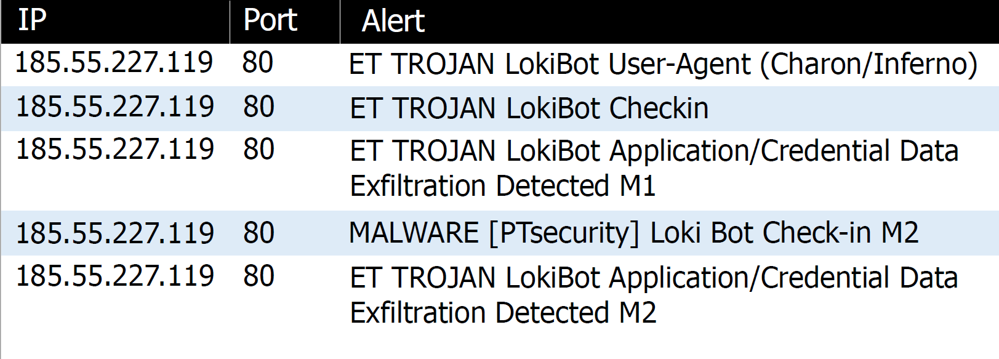 IP Port Alert
185.55.227.119 80 ET TROJAN LokiBot User-Agent (Charon/Inferno)
185.55.227.119 80 ET TROJAN LokiBot Checkin
185.55.227.119 80 ET TROJAN LokiBot Application/Credential Data
Exfiltration Detected M1
185.55.227.119 80 MALWARE [PTsecurity] Loki Bot Check-in M2
185.55.227.119 80 ET TROJAN LokiBot Application/Credential Data
Exfiltration Detected M2